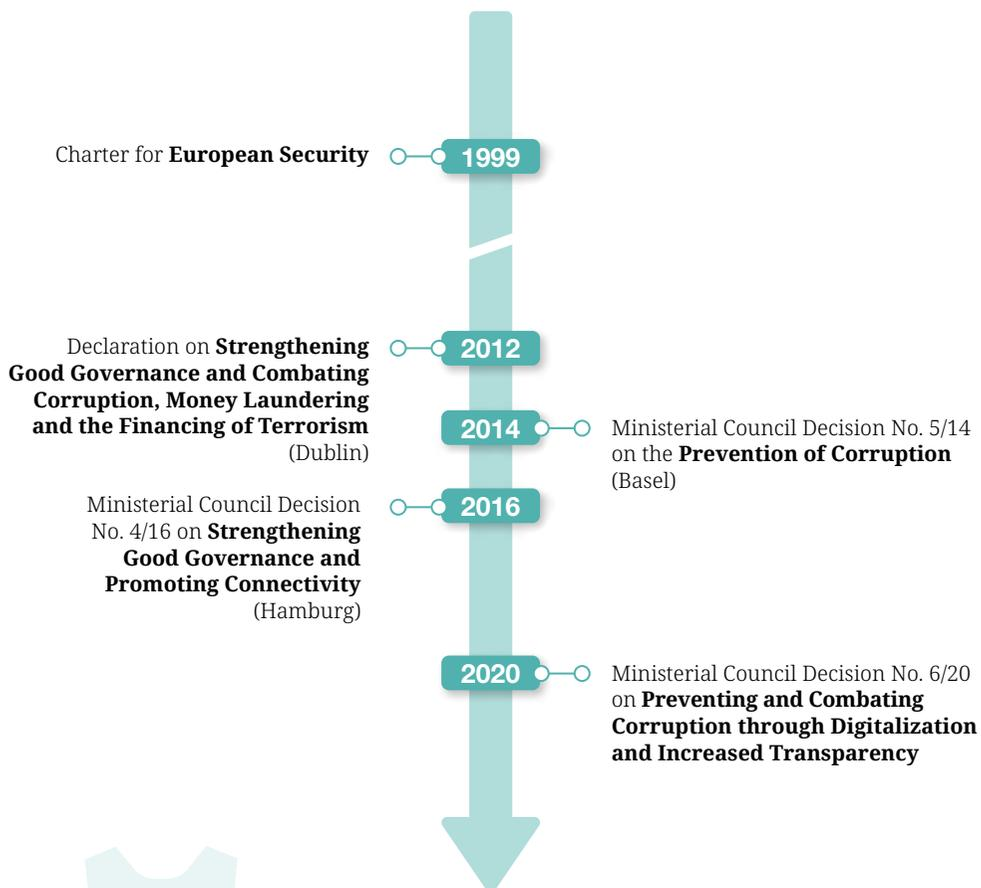 Charter for European Security
1999
Declaration on Strengthening
Good Governance and Combating
Corruption, Money Laundering
and the Financing of Terrorism
(Dublin)
2012
2014
Ministerial Council Decision No. 5/14
on the Prevention of Corruption
(Basel)
Ministerial Council Decision
No. 4/16 on Strengthening
Good Governance and
Promoting Connectivity
(Hamburg)
2016
2020
Ministerial Council Decision No. 6/20
on Preventing and Combating
Corruption through Digitalization
and Increased Transparency